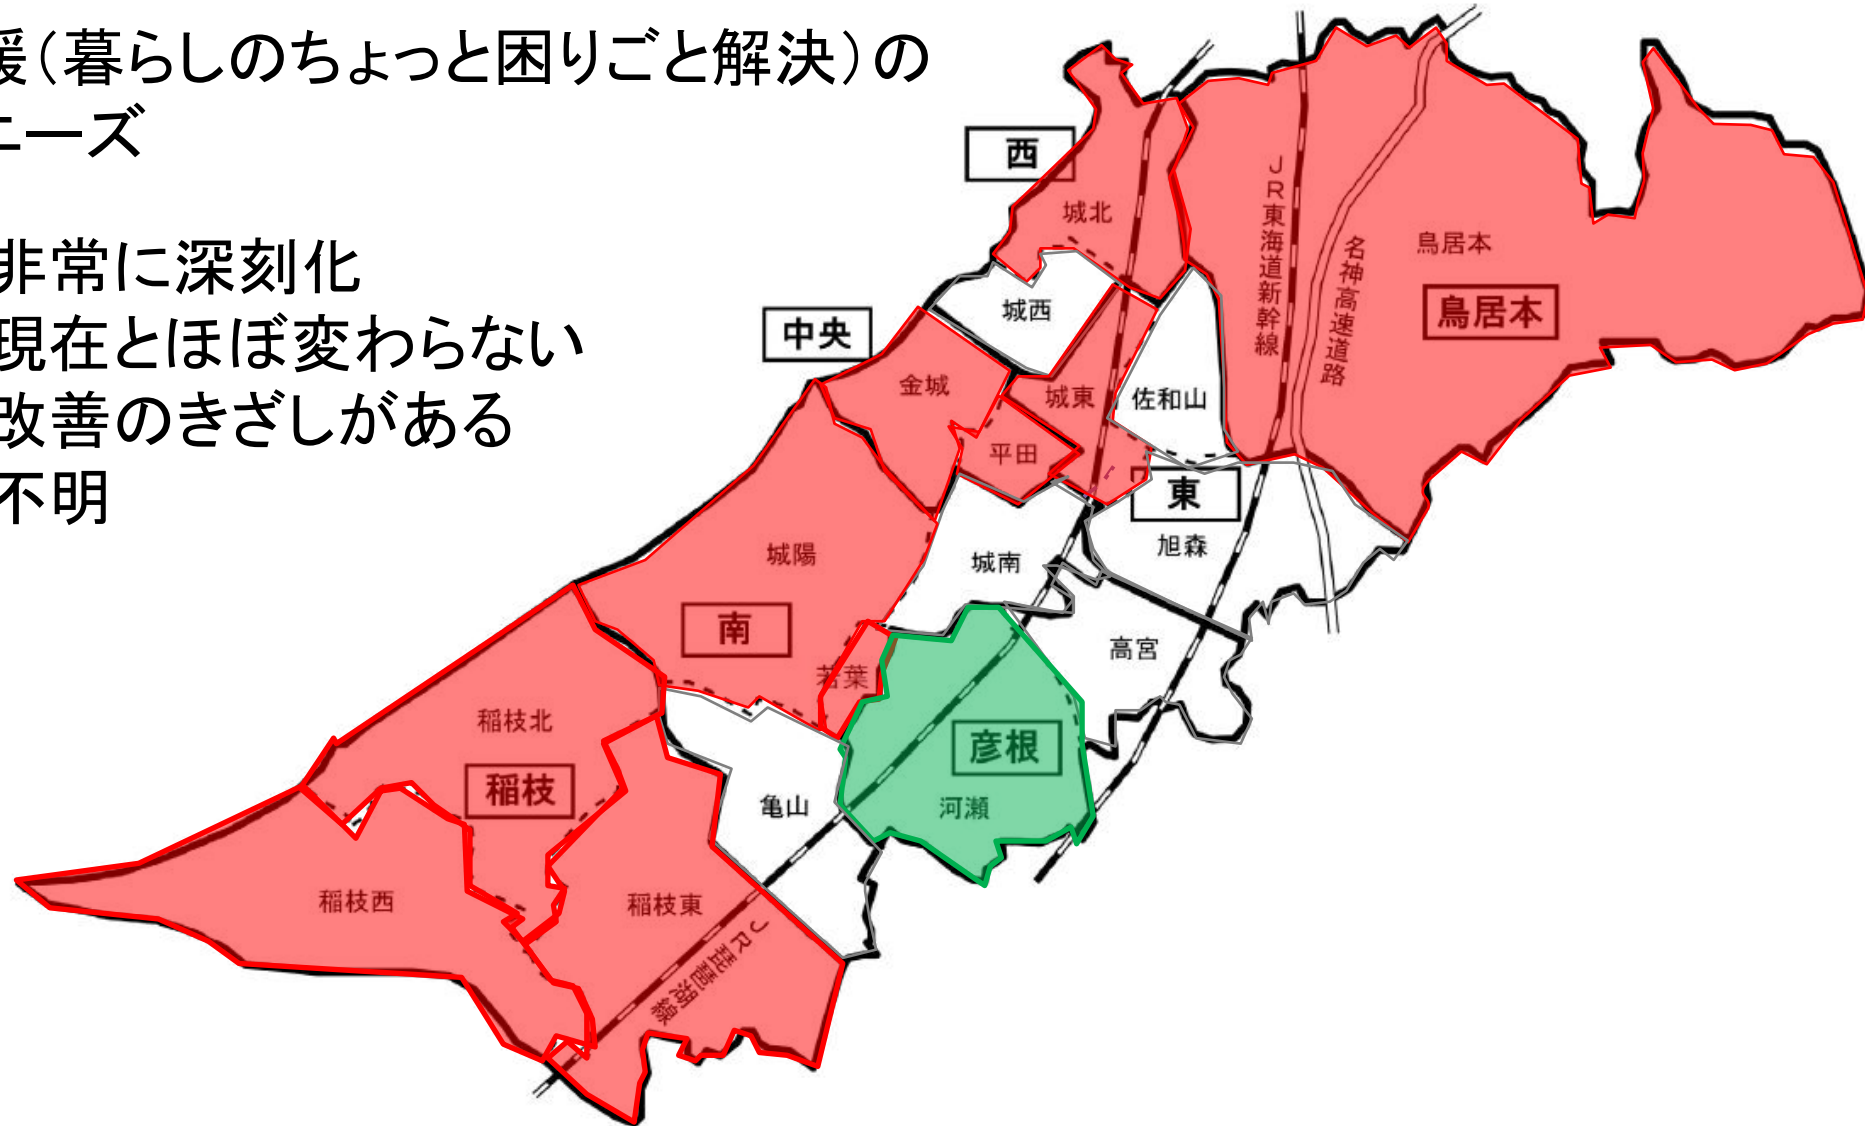 援（暮らしのちょっと困りごと解決）の
ニーズ
非常に深刻化
現在とほぼ変わらない
改善のきざしがある
不明
西
城北
JR東海道新幹線
名神高速道路
鳥居本
鳥居本
城西
中央
金城
城東
佐和山
平田
東
旭森
城陽
城南
南
若葉
高宮
稲枝北
彦根
稲枝
亀山
河瀬
稲枝西
稲枝東
JR琵琶湖線